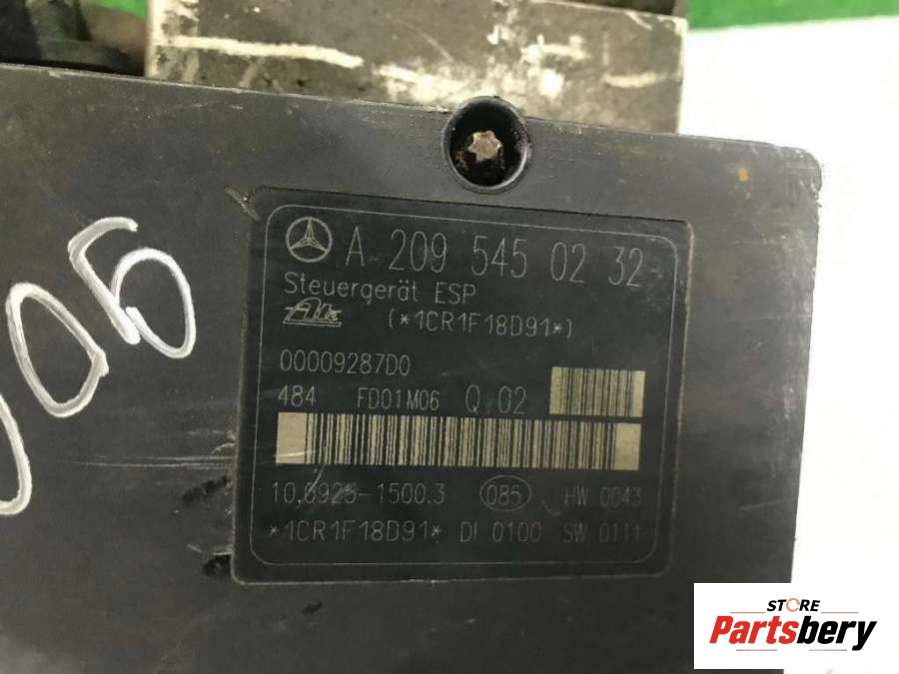 A 209 545 02 32
Steuergerät ESP
Ate (*1CR1F18D91*)
00009287D0
484 FD01M06 Q 02
10.0925-1500.3 085 HW 0043
*1CR1F18D91* DI 0100 SW 0111
STORE
Partsbery